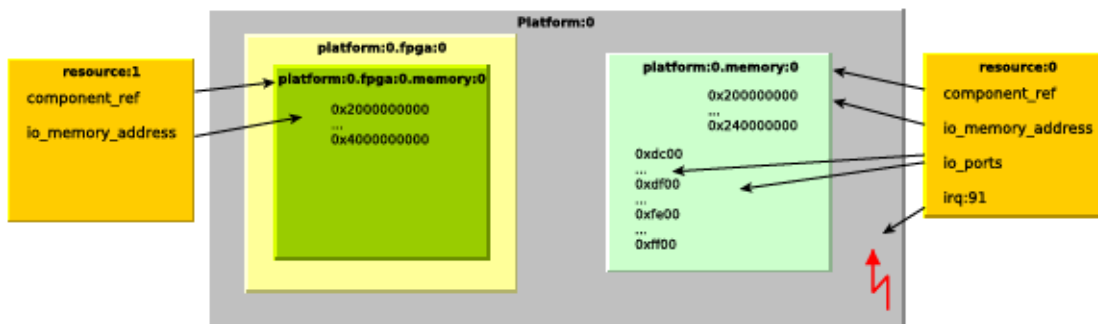 Platform:0
platform:0.fpga:0
platform:0.fpga:0.memory:0
0x2000000000
...
0x4000000000
resource:1
component_ref
io_memory_address
platform:0.memory:0
0x200000000
...
0x240000000
0xdc00
...
0xdf00
...
0xfe00
...
0xff00
resource:0
component_ref
io_memory_address
io_ports
irq:91